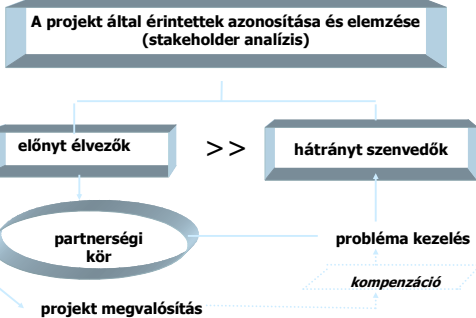 A projekt által érintettek azonosítása és elemzése
(stakeholder analízis)
előnyt élvezők
>>
hátrányt szenvedők
partnerségi
kör
probléma kezelés
kompenzáció
projekt megvalósítás